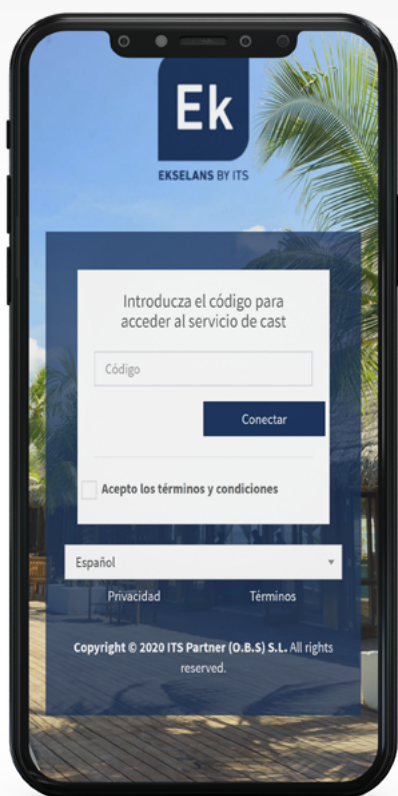 Ek
EKSELANS BY ITS
Introduzca el código para
acceder al servicio de cast
Código
Conectar
Acepto los términos y condiciones
Español
Privacidad
Términos
Copyright © 2020 ITS Partner (O.B.S) S.L. All rights
reserved.